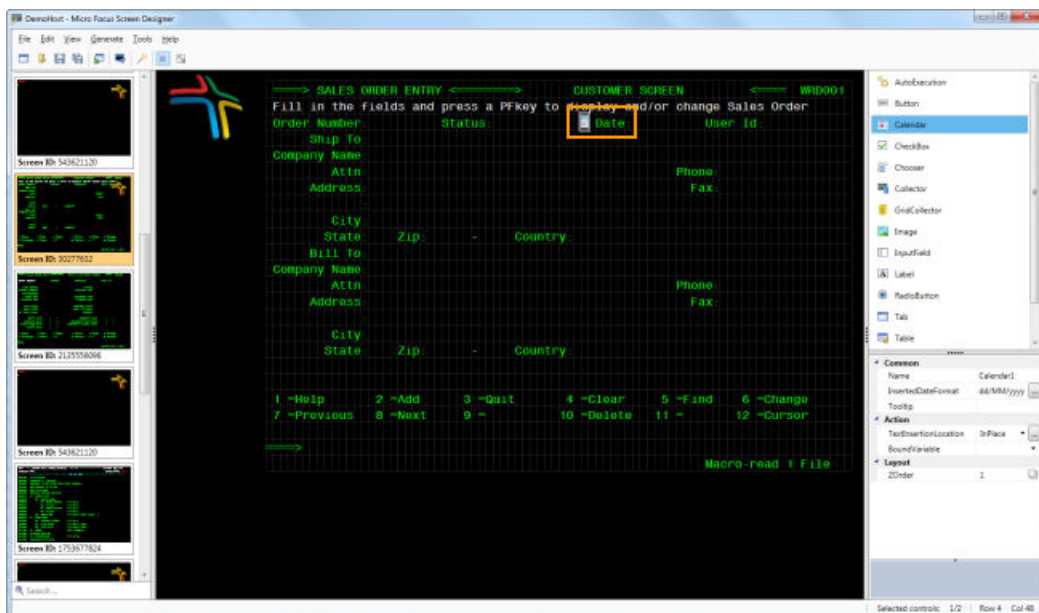 DemoHost - Micro Focus Screen Designer
File Edit View Generate Tools Help
Screen ID: 543621120
Screen ID: 30277632
Screen ID: 2135558096
Screen ID: 543621120
Screen ID: 1753677824
Search ...
====> SALES ORDER ENTRY <==========> CUSTOMER SCREEN <==== WRD001
Fill in the fields and press a PFkey to display and/or change Sales Order
Order Number: Status: Date: User Id:
Ship To
Company Name:
Attn Phone:
Address: Fax:
City:
State: Zip: - Country:
Bill To:
Company Name
Attn Phone:
Address Fax:
City
State: Zip: - Country:
1 =Help 2 =Add 3 =Quit 4 =Clear 5 =Find 6 =Change
7 =Previous 8 =Next 9 = 10 =Delete 11 = 12 =Cursor
====>
Macro-read 1 File
AutoExecution
Button
Calendar
CheckBox
Chooser
Collector
GridCollector
Image
InputField
Label
RadioButton
Tab
Table
Common
Name Calendar1
InsertedDateFormat dd/MM/yyyy ...
Tooltip
Action
TextInsertionLocation InPlace ...
BoundVariable
Layout
ZOrder 1
Selected controls: 1/2 Row 4 Col 48